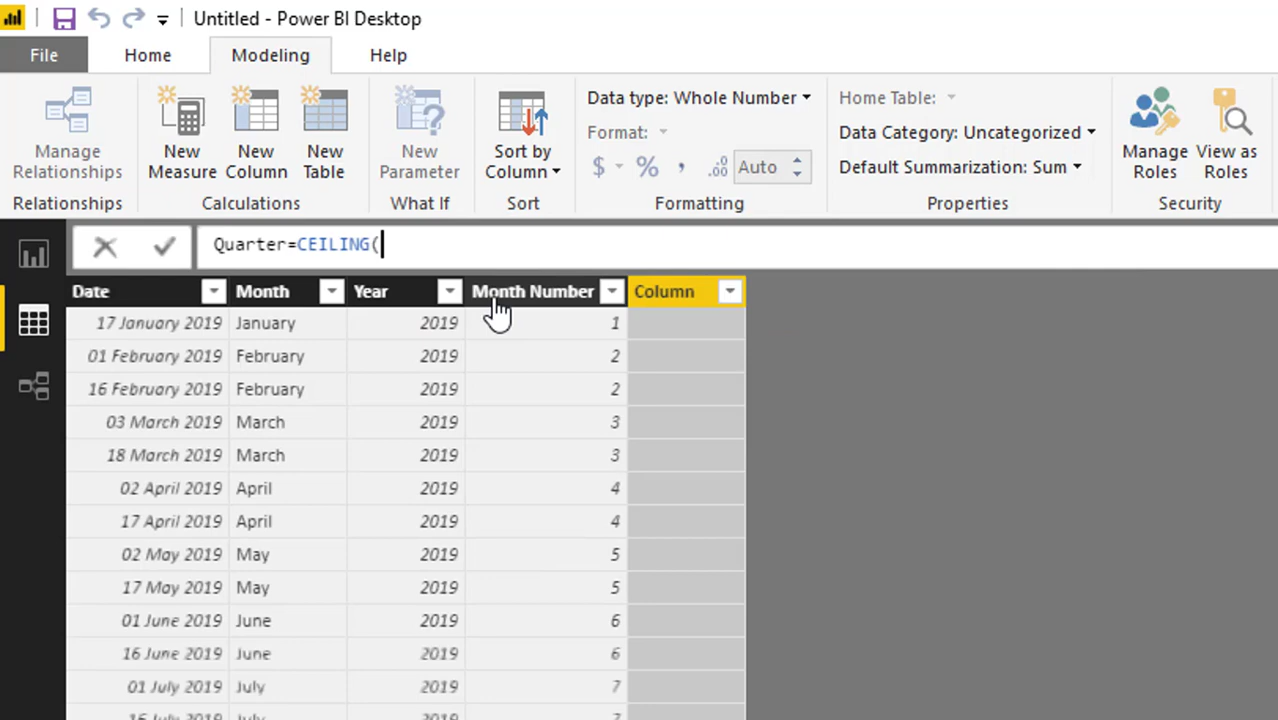 Untitled - Power BI Desktop
File Home Modeling Help
Manage Relationships
New Measure
New Column
New Table
New Parameter
Sort by Column
Data type: Whole Number
Format:
$ % , .00 Auto
Home Table:
Data Category: Uncategorized
Default Summarization: Sum
Manage Roles
View as Roles
Relationships Calculations What If Sort Formatting Properties Security
Quarter=CEILING(
Date Month Year Month Number Column
17 January 2019 January 2019 1
01 February 2019 February 2019 2
16 February 2019 February 2019 2
03 March 2019 March 2019 3
18 March 2019 March 2019 3
02 April 2019 April 2019 4
17 April 2019 April 2019 4
02 May 2019 May 2019 5
17 May 2019 May 2019 5
01 June 2019 June 2019 6
16 June 2019 June 2019 6
01 July 2019 July 2019 7
16 July 2019 July 2019 7